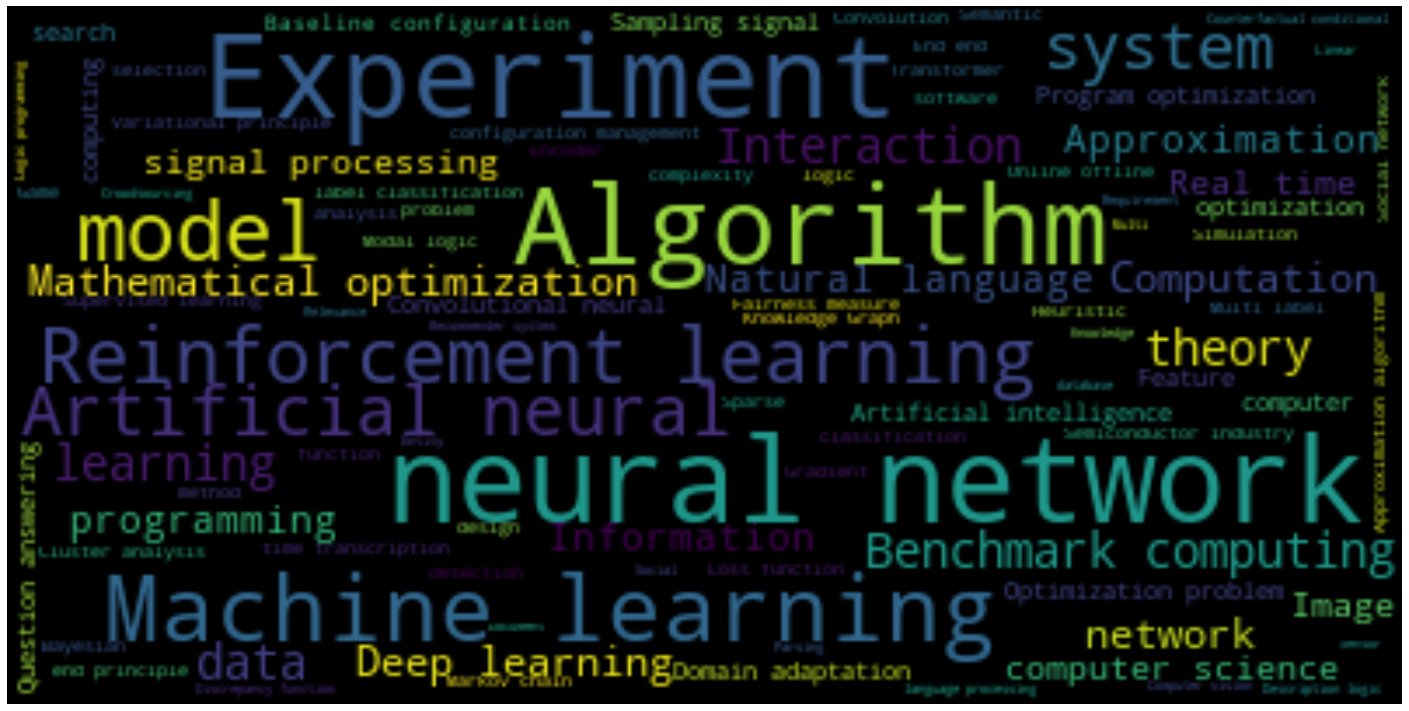 search
Baseline configuration
Sampling signal
Convolution
Semantic
Counterfactual conditional
Experiment
system
End end
Linear
selection
Transformer
computing
software
Program optimization
Social network
variational principle
configuration management
Interaction
Approximation
signal processing
Encoder
complexity
logic
Online offline
Real time
Game
Crowdsourcing
label classification
Algorithm
Requirement
optimization
model
analysis
problem
Modal logic
Multi
Simulation
Mathematical optimization
Natural language
Computation
supervised learning
Relevance
Convolutional neural
Fairness measure
Knowledge Graph
Heuristic
Multi label
Approximation algorithm
Recommender system
Reinforcement learning
Knowledge
theory
Feature
database
Artificial neural
Sparse
Artificial intelligence
computer
Classification
Semiconductor industry
Question answering
learning
function
Entity
neural network
Gradient
method
programming
design
Information
Benchmark computing
Cluster analysis
time transcription
detection
Social
Loss function
Machine learning
Optimization problem
Image
Bayesian
Parsing
network
sensor
end principle
data
Deep learning
Markov chain
Domain adaptation
computer science
Discrepancy function
language processing
Computer vision
Description logic